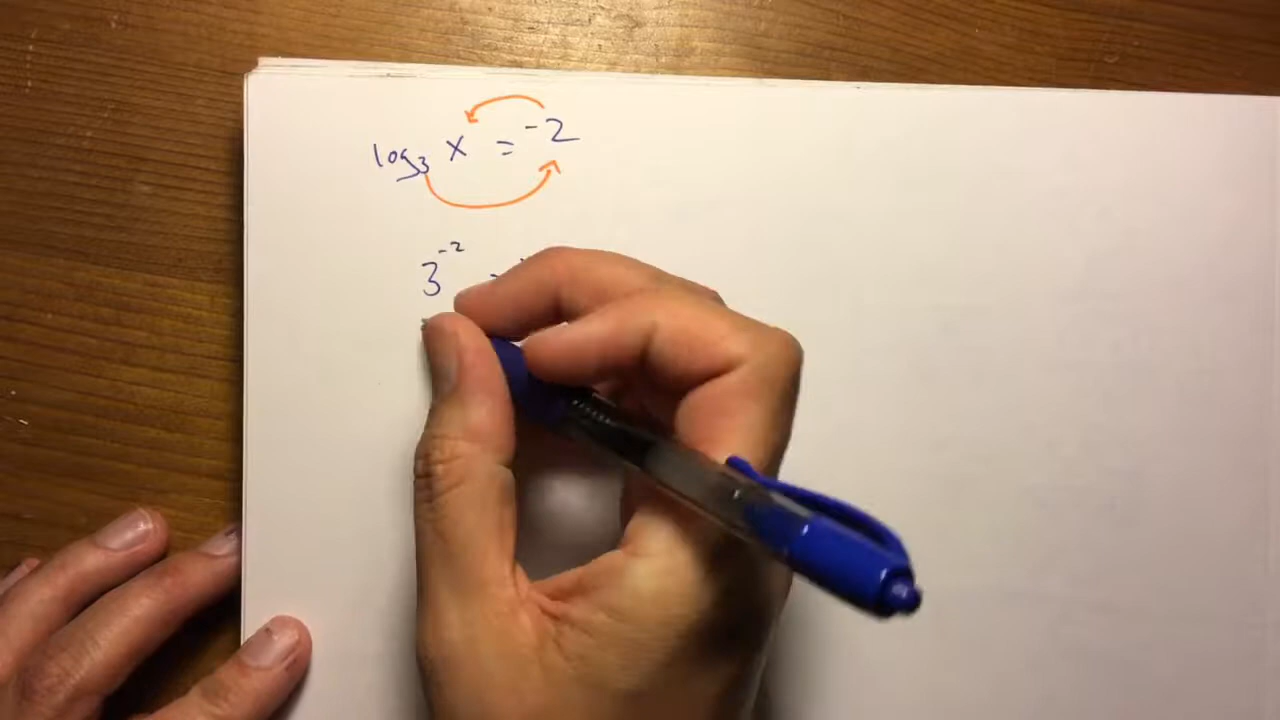 log₃ x = ⁻2
3⁻² =